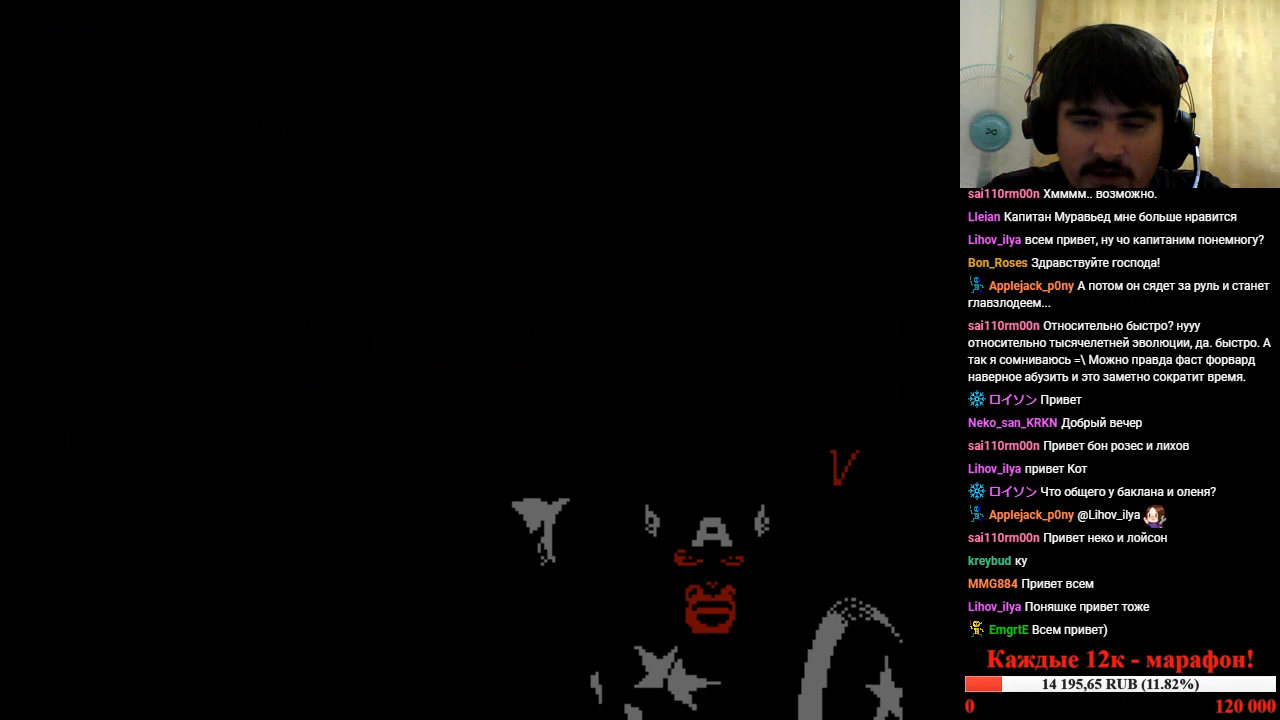 sai110rm00n Хмммм.. возможно.
Lleian Капитан Муравьед мне больше нравится
Lihov_ilya всем привет, ну чо капитаним понемногу?
Bon_Roses Здравствуйте господа!
Applejack_p0ny А потом он сядет за руль и станет
главзлодеем...
sai110rm00n Относительно быстро? нууу
относительно тысячелетней эволюции, да. быстро. А
так я сомниваюсь =\ Можно правда фаст форвард
наверное абузить и это заметно сократит время.
ロイソン Привет
Neko_san_KRKN Добрый вечер
sai110rm00n Привет бон розес и лихов
Lihov_ilya привет Кот
ロイソン Что общего у баклана и оленя?
Applejack_p0ny @Lihov_ilya
V
A
sai110rm00n Привет неко и лойсон
kreybud ку
MMG884 Привет всем
Lihov_ilya Поняшке привет тоже
EmgrtE Всем привет)
Каждые 12к - марафон!
14 195,65 RUB (11.82%)
0 120 000